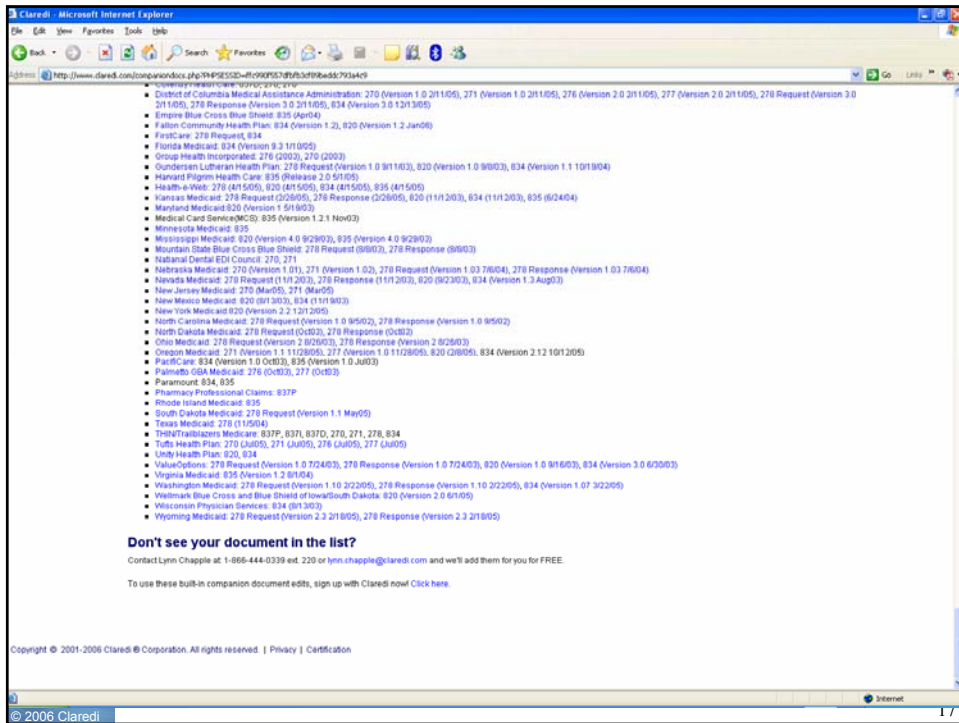 Claredi - Microsoft Internet Explorer
File Edit View Favorites Tools Help
Back Search Favorites
Address http://www.claredi.com/companiondocs.php?PHPSESSID=ffc990f557dfbfb3cf89beddc793a4c9 Go Links »
District of Columbia Medical Assistance Administration: 270 (Version 1.0 2/11/05), 271 (Version 1.0 2/11/05), 276 (Version 2.0 2/11/05), 277 (Version 2.0 2/11/05), 278 Request (Version 3.0
2/11/05), 278 Response (Version 3.0 2/11/05), 834 (Version 3.0 12/13/05)
Empire Blue Cross Blue Shield: 835 (Apr04)
Fallon Community Health Plan: 834 (Version 1.2), 820 (Version 1.2 Jan06)
FirstCare: 278 Request, 834
Florida Medicaid: 834 (Version 9.3 1/10/05)
Group Health Incorporated: 276 (2003), 270 (2003)
Gundersen Lutheran Health Plan: 278 Request (Version 1.0 9/11/03), 820 (Version 1.0 9/8/03), 834 (Version 1.1 10/19/04)
Harvard Pilgrim Health Care: 835 (Release 2.0 5/1/05)
Health-e-Web: 278 (4/15/05), 820 (4/15/05), 834 (4/15/05), 835 (4/15/05)
Kansas Medicaid: 278 Request (2/28/05), 278 Response (2/28/05), 820 (11/12/03), 834 (11/12/03), 835 (6/24/04)
Maryland Medicaid:820 (Version 1 5/19/03)
Medical Card Service(MCS): 835 (Version 1.2.1 Nov03)
Minnesota Medicaid: 835
Mississippi Medicaid: 820 (Version 4.0 9/29/03), 835 (Version 4.0 9/29/03)
Mountain State Blue Cross Blue Shield: 278 Request (8/8/03), 278 Response (8/8/03)
National Dental EDI Council: 270, 271
Nebraska Medicaid: 270 (Version 1.01), 271 (Version 1.02), 278 Request (Version 1.03 7/6/04), 278 Response (Version 1.03 7/6/04)
Nevada Medicaid: 278 Request (11/12/03), 278 Response (11/12/03), 820 (9/23/03), 834 (Version 1.3 Aug03)
New Jersey Medicaid: 270 (Mar05), 271 (Mar05)
New Mexico Medicaid: 820 (8/13/03), 834 (11/19/03)
New York Medicaid:820 (Version 2.2 12/12/05)
North Carolina Medicaid: 278 Request (Version 1.0 9/5/02), 278 Response (Version 1.0 9/5/02)
North Dakota Medicaid: 278 Request (Oct03), 278 Response (Oct03)
Ohio Medicaid: 278 Request (Version 2 8/26/03), 278 Response (Version 2 8/26/03)
Oregon Medicaid: 271 (Version 1.1 11/28/05), 277 (Version 1.0 11/28/05), 820 (2/8/05), 834 (Version 2.12 10/12/05)
PacifiCare: 834 (Version 1.0 Oct03), 835 (Version 1.0 Jul03)
Palmetto GBA Medicaid: 276 (Oct03), 277 (Oct03)
Paramount: 834, 835
Pharmacy Professional Claims: 837P
Rhode Island Medicaid: 835
South Dakota Medicaid: 278 Request (Version 1.1 May05)
Texas Medicaid: 278 (11/5/04)
THIN/Trailblazers Medicare: 837P, 837I, 837D, 270, 271, 278, 834
Tufts Health Plan: 270 (Jul05), 271 (Jul05), 276 (Jul05), 277 (Jul05)
Unity Health Plan: 820, 834
ValueOptions: 278 Request (Version 1.0 7/24/03), 278 Response (Version 1.0 7/24/03), 820 (Version 1.0 9/16/03), 834 (Version 3.0 6/30/03)
Virginia Medicaid: 835 (Version 1.2 8/1/04)
Washington Medicaid: 278 Request (Version 1.10 2/22/05), 278 Response (Version 1.10 2/22/05), 834 (Version 1.07 3/22/05)
Wellmark Blue Cross and Blue Shield of Iowa/South Dakota: 820 (Version 2.0 6/1/05)
Wisconsin Physician Services: 834 (8/13/03)
Wyoming Medicaid: 278 Request (Version 2.3 2/18/05), 278 Response (Version 2.3 2/18/05)
Don't see your document in the list?
Contact Lynn Chapple at: 1-866-444-0339 ext. 220 or lynn.chapple@claredi.com and we'll add them for you for FREE.
To use these built-in companion document edits, sign up with Claredi now! Click here.
Copyright © 2001-2006 Claredi ® Corporation. All rights reserved. | Privacy | Certification
Internet
© 2006 Claredi
17